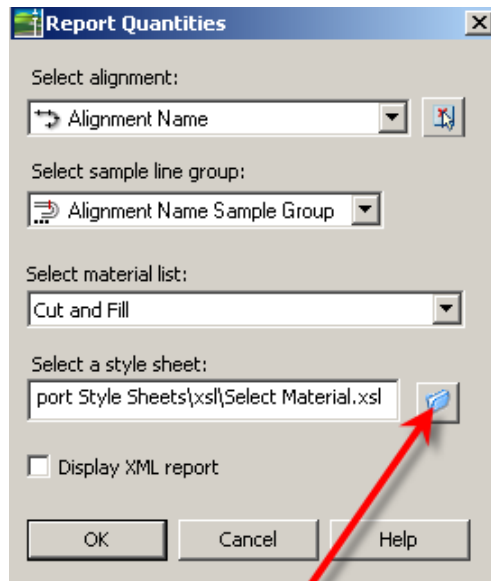 Report Quantities
Select alignment:
Alignment Name
Select sample line group:
Alignment Name Sample Group
Select material list:
Cut and Fill
Select a style sheet:
port Style Sheets\xsl\Select Material.xsl
Display XML report
OK Cancel Help